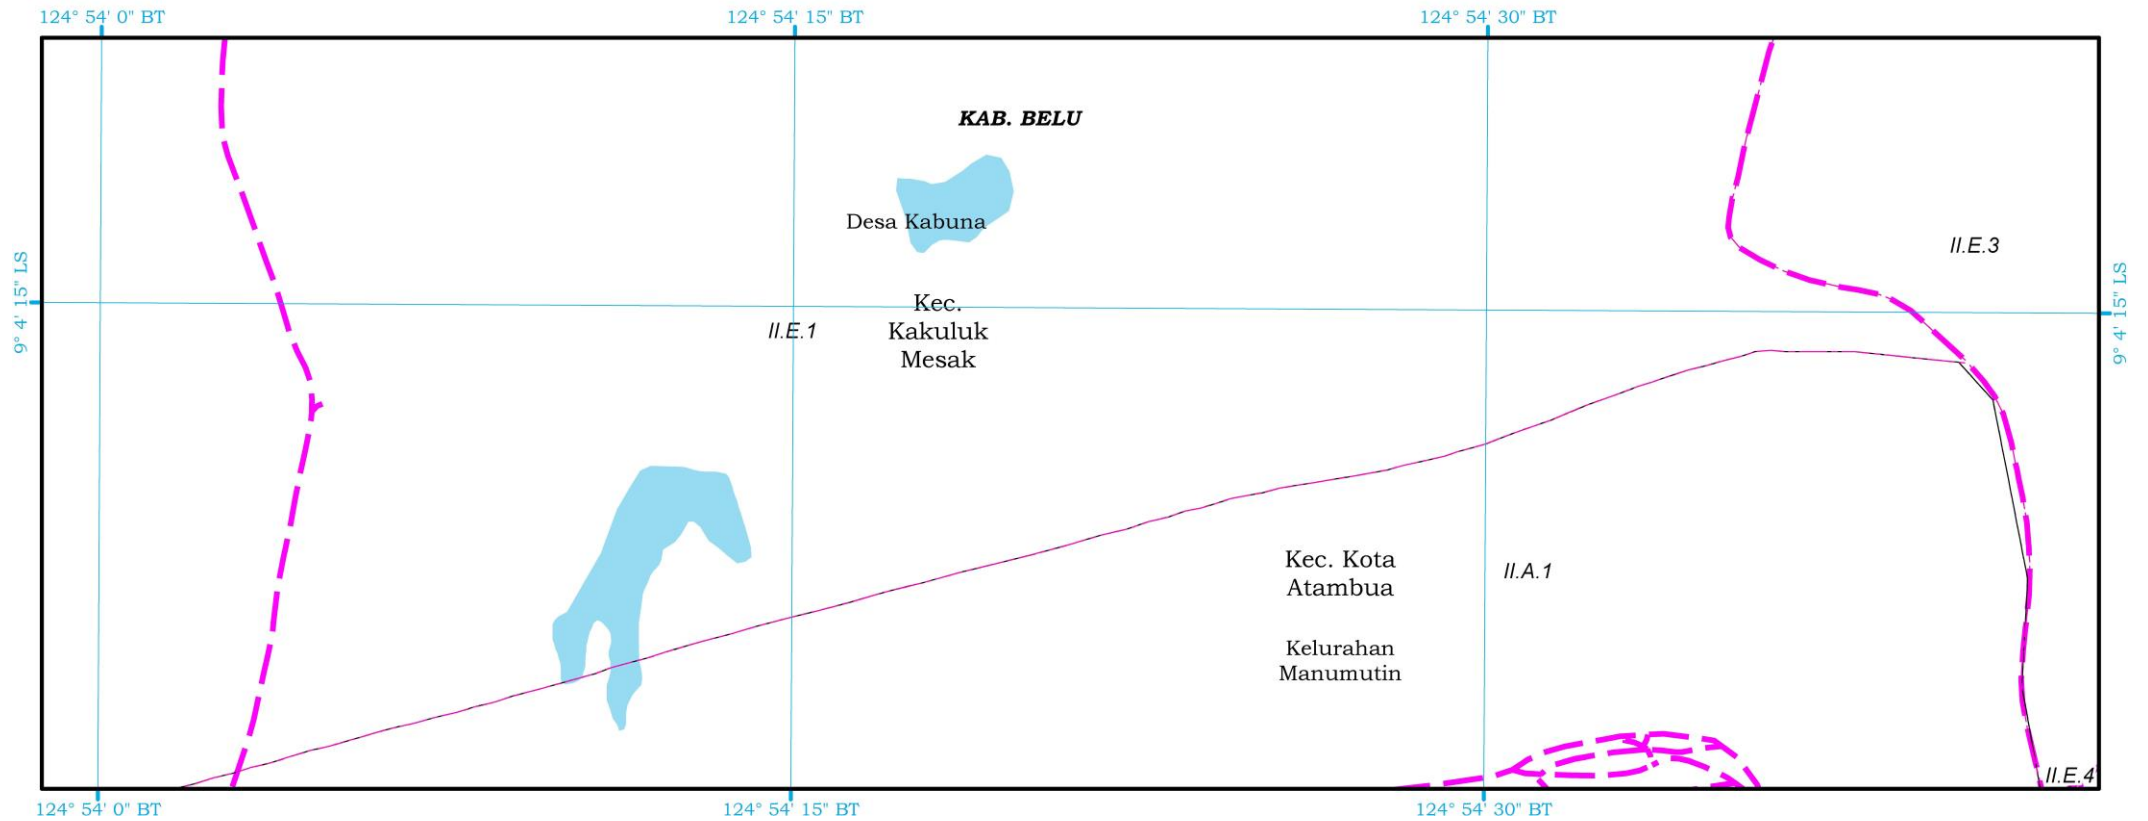 124° 54' 0" BT
124° 54' 15" BT
124° 54' 30" BT
KAB. BELU
Desa Kabuna
II.E.3
9° 4' 15" LS
9° 4' 15" LS
Kec.
Kakuluk
Mesak
II.E.1
Kec. Kota
Atambua
II.A.1
Kelurahan
Manumutin
II.E.4
124° 54' 0" BT
124° 54' 15" BT
124° 54' 30" BT